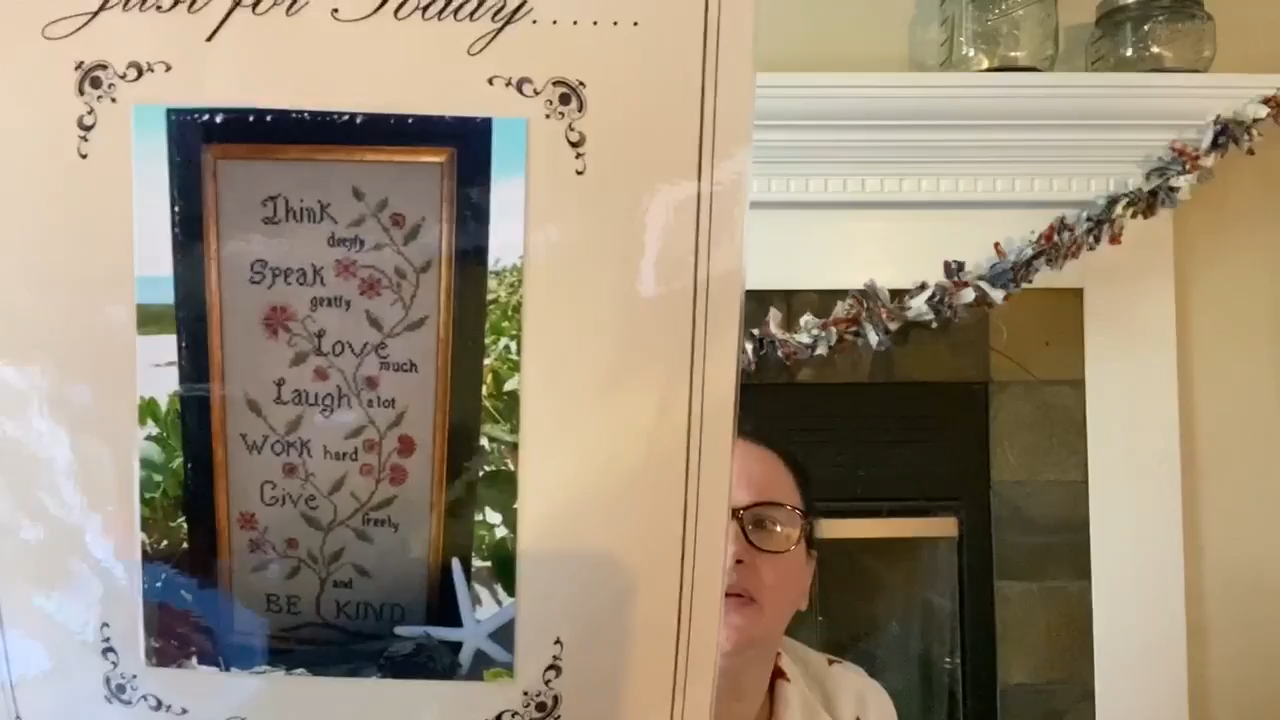 Just for Today......
Think
deeply
Speak
gently
Love
much
Laugh a lot
Work hard
Give
freely
and
BE KIND